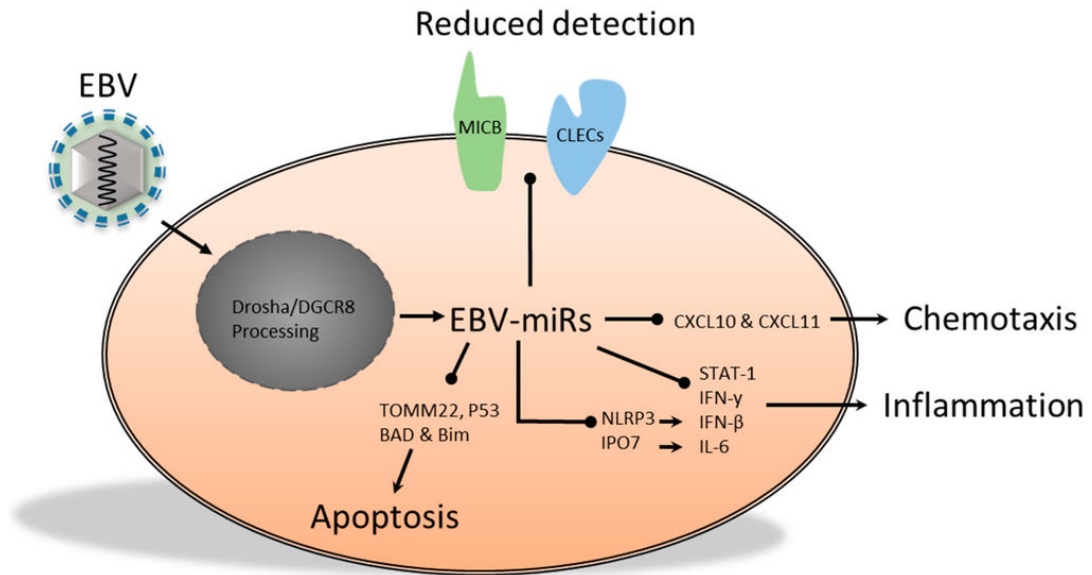 Reduced detection
EBV
MICB
CLECs
Drosha/DGCR8
Processing
EBV-miRs
CXCL10 & CXCL11
Chemotaxis
STAT-1
IFN-γ
IFN-β
IL-6
Inflammation
NLRP3
IPO7
TOMM22, P53
BAD & Bim
Apoptosis